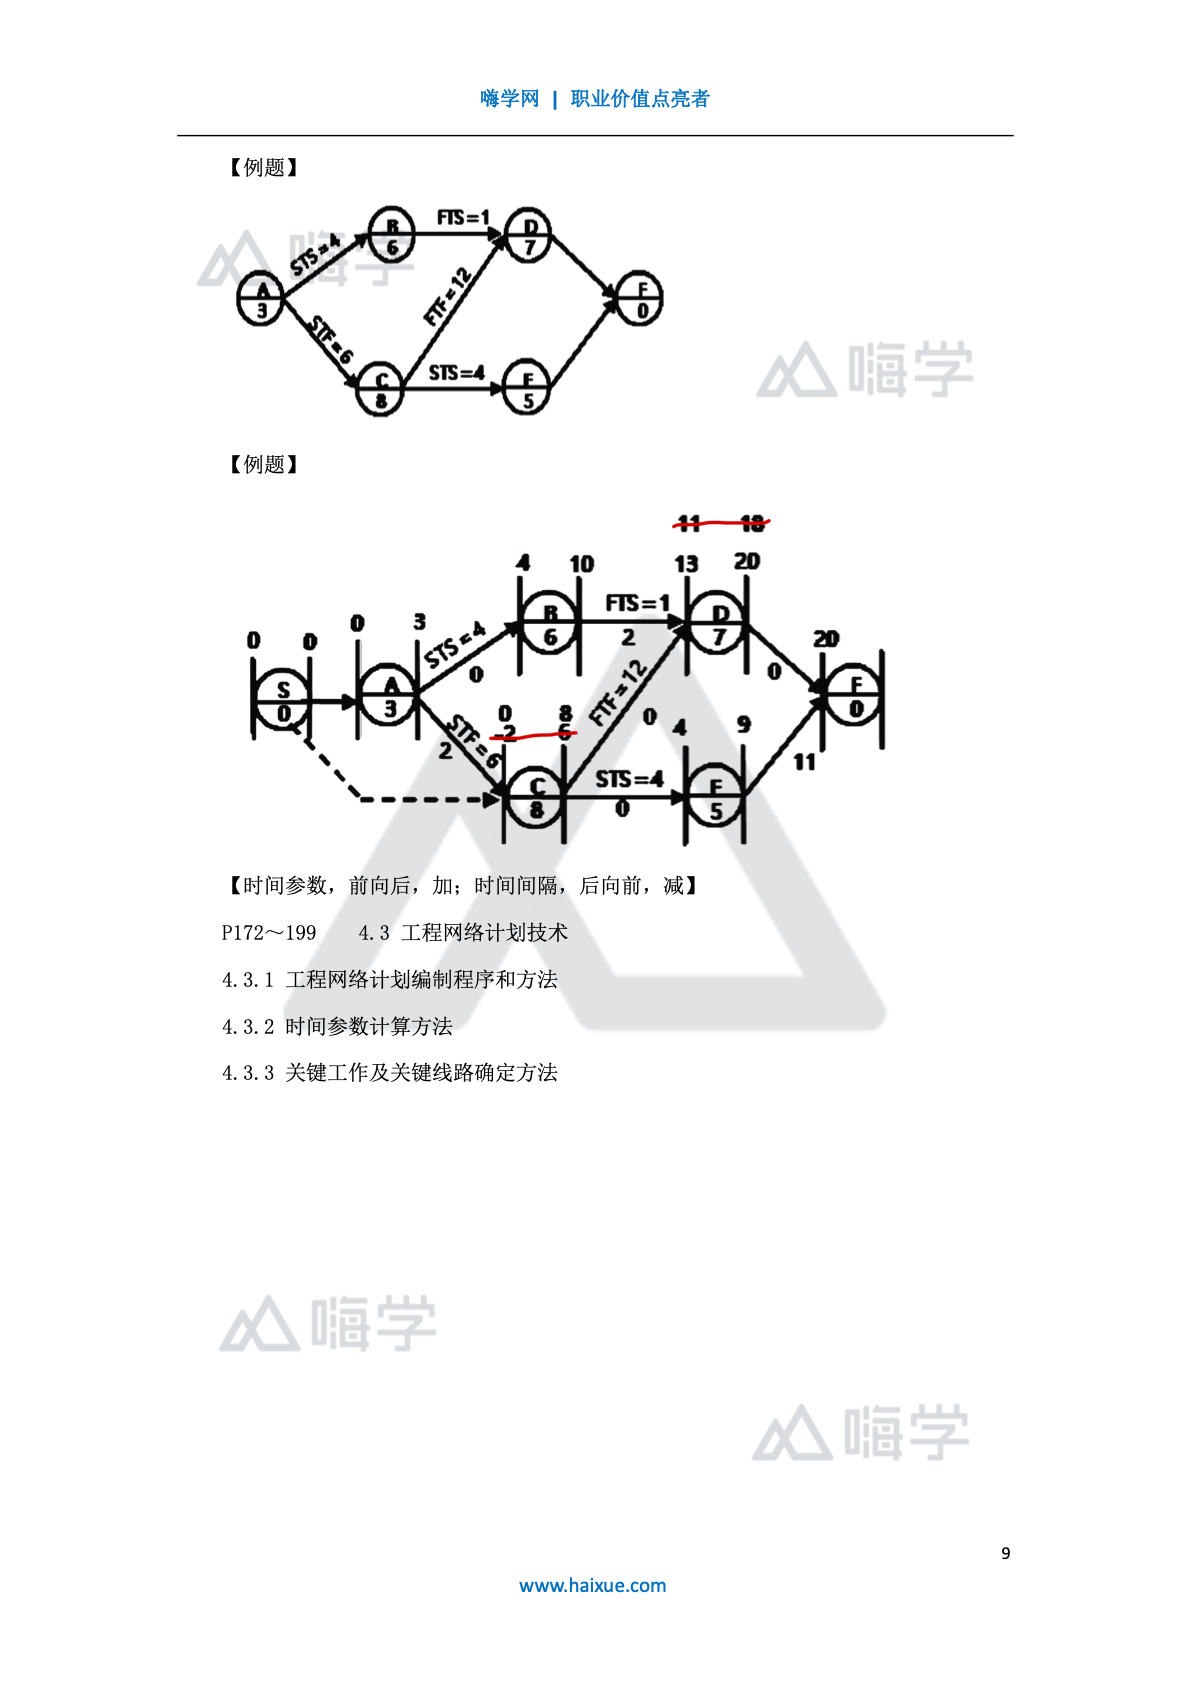 嗨学网 | 职业价值点亮者
【例题】
B
6
FTS=1
D
7
STS=4
A
3
FTF=12
F
0
STF=6
C
8
STS=4
E
5
嗨学
嗨学
【例题】
11 18
4 10 13 20
B
6
FTS=1
2
D
7
0 3
STS=4
0
20
0 0
S
0
A
3
FTF=12
0
0
F
0
0 8
-2 6
STF=6
2
4 9
C
8
STS=4
0
E
5
11
【时间参数，前向后，加；时间间隔，后向前，减】
P172～199 4.3 工程网络计划技术
4.3.1 工程网络计划编制程序和方法
4.3.2 时间参数计算方法
4.3.3 关键工作及关键线路确定方法
嗨学
嗨学
9
www.haixue.com